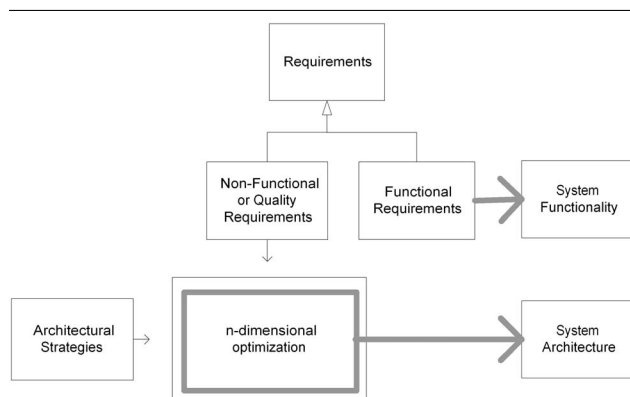 Requirements
Non-Functional
or Quality
Requirements
Functional
Requirements
System
Functionality
Architectural
Strategies
n-dimensional
optimization
System
Architecture